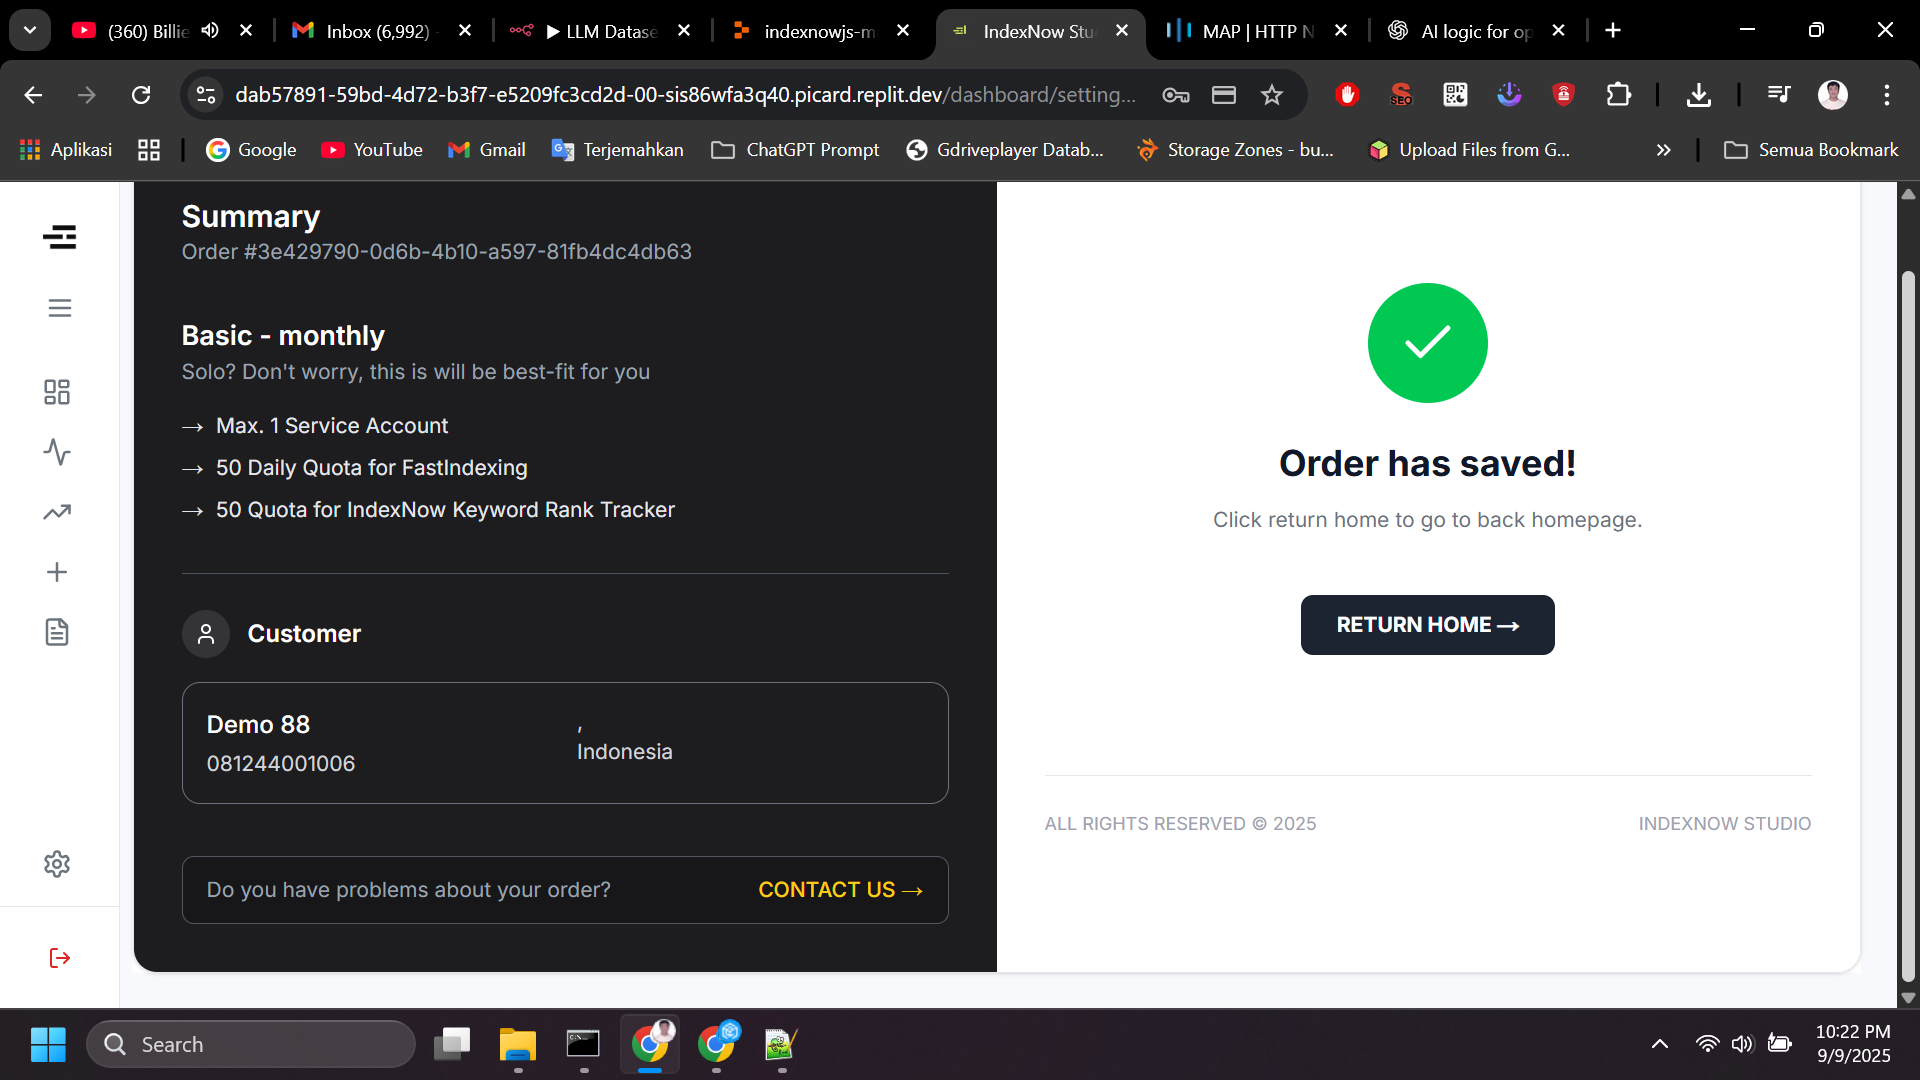 (360) Billie
Inbox (6,992)
▶ LLM Datase
indexnowjs-m
IndexNow Stu
MAP | HTTP N
AI logic for op
dab57891-59bd-4d72-b3f7-e5209fc3cd2d-00-sis86wfa3q40.picard.replit.dev/dashboard/setting...
SEO
Aplikasi
Google
YouTube
Gmail
Terjemahkan
ChatGPT Prompt
Gdriveplayer Datab...
Storage Zones - bu...
Upload Files from G...
Semua Bookmark
Summary
Order #3e429790-0d6b-4b10-a597-81fb4dc4db63
Basic - monthly
Solo? Don't worry, this is will be best-fit for you
→ Max. 1 Service Account
→ 50 Daily Quota for FastIndexing
→ 50 Quota for IndexNow Keyword Rank Tracker
Customer
Demo 88
081244001006
,
Indonesia
Do you have problems about your order?
CONTACT US →
Order has saved!
Click return home to go to back homepage.
RETURN HOME →
ALL RIGHTS RESERVED © 2025
INDEXNOW STUDIO
Search
10:22 PM
9/9/2025